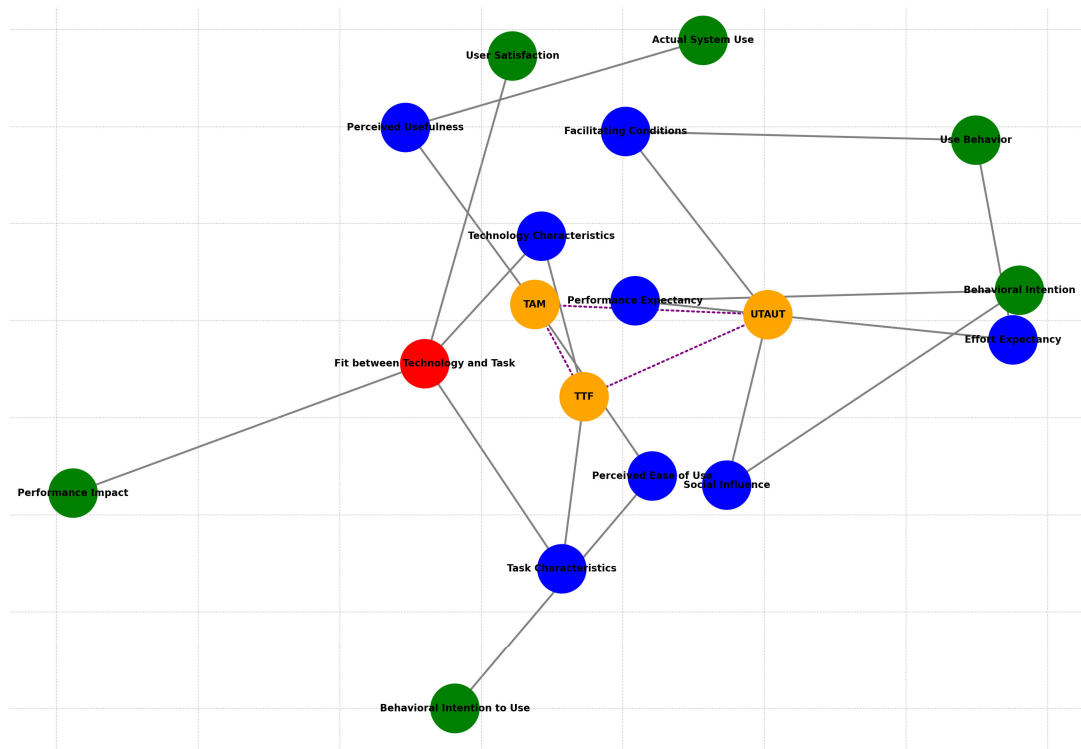 Actual System Use
User Satisfaction
Perceived Usefulness
Facilitating Conditions
Use Behavior
Technology Characteristics
Behavioral Intention
Performance Expectancy
TAM
UTAUT
Effort Expectancy
Fit between Technology and Task
TTF
Perceived Ease of Use
Social Influence
Performance Impact
Task Characteristics
Behavioral Intention to Use